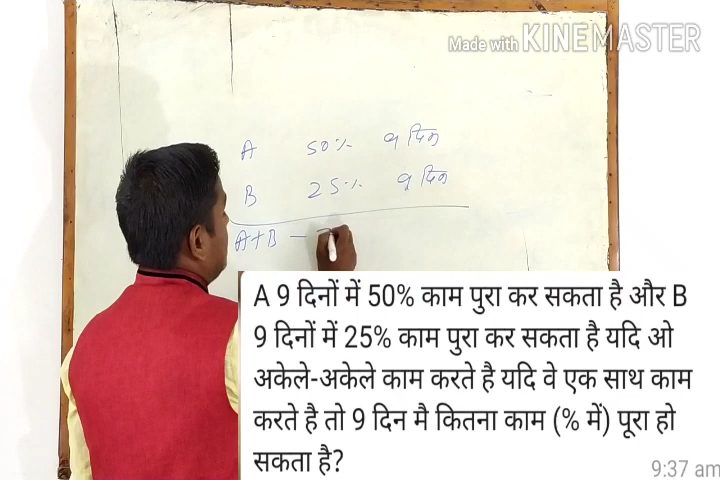 Made with KINEMASTER
A 50% 9 दिन
B 25% 9 दिन
A+B –
A 9 दिनों में 50% काम पुरा कर सकता है और B
9 दिनों में 25% काम पुरा कर सकता है यदि ओ
अकेले-अकेले काम करते है यदि वे एक साथ काम
करते है तो 9 दिन मै कितना काम (% में) पूरा हो
सकता है?
9:37 am